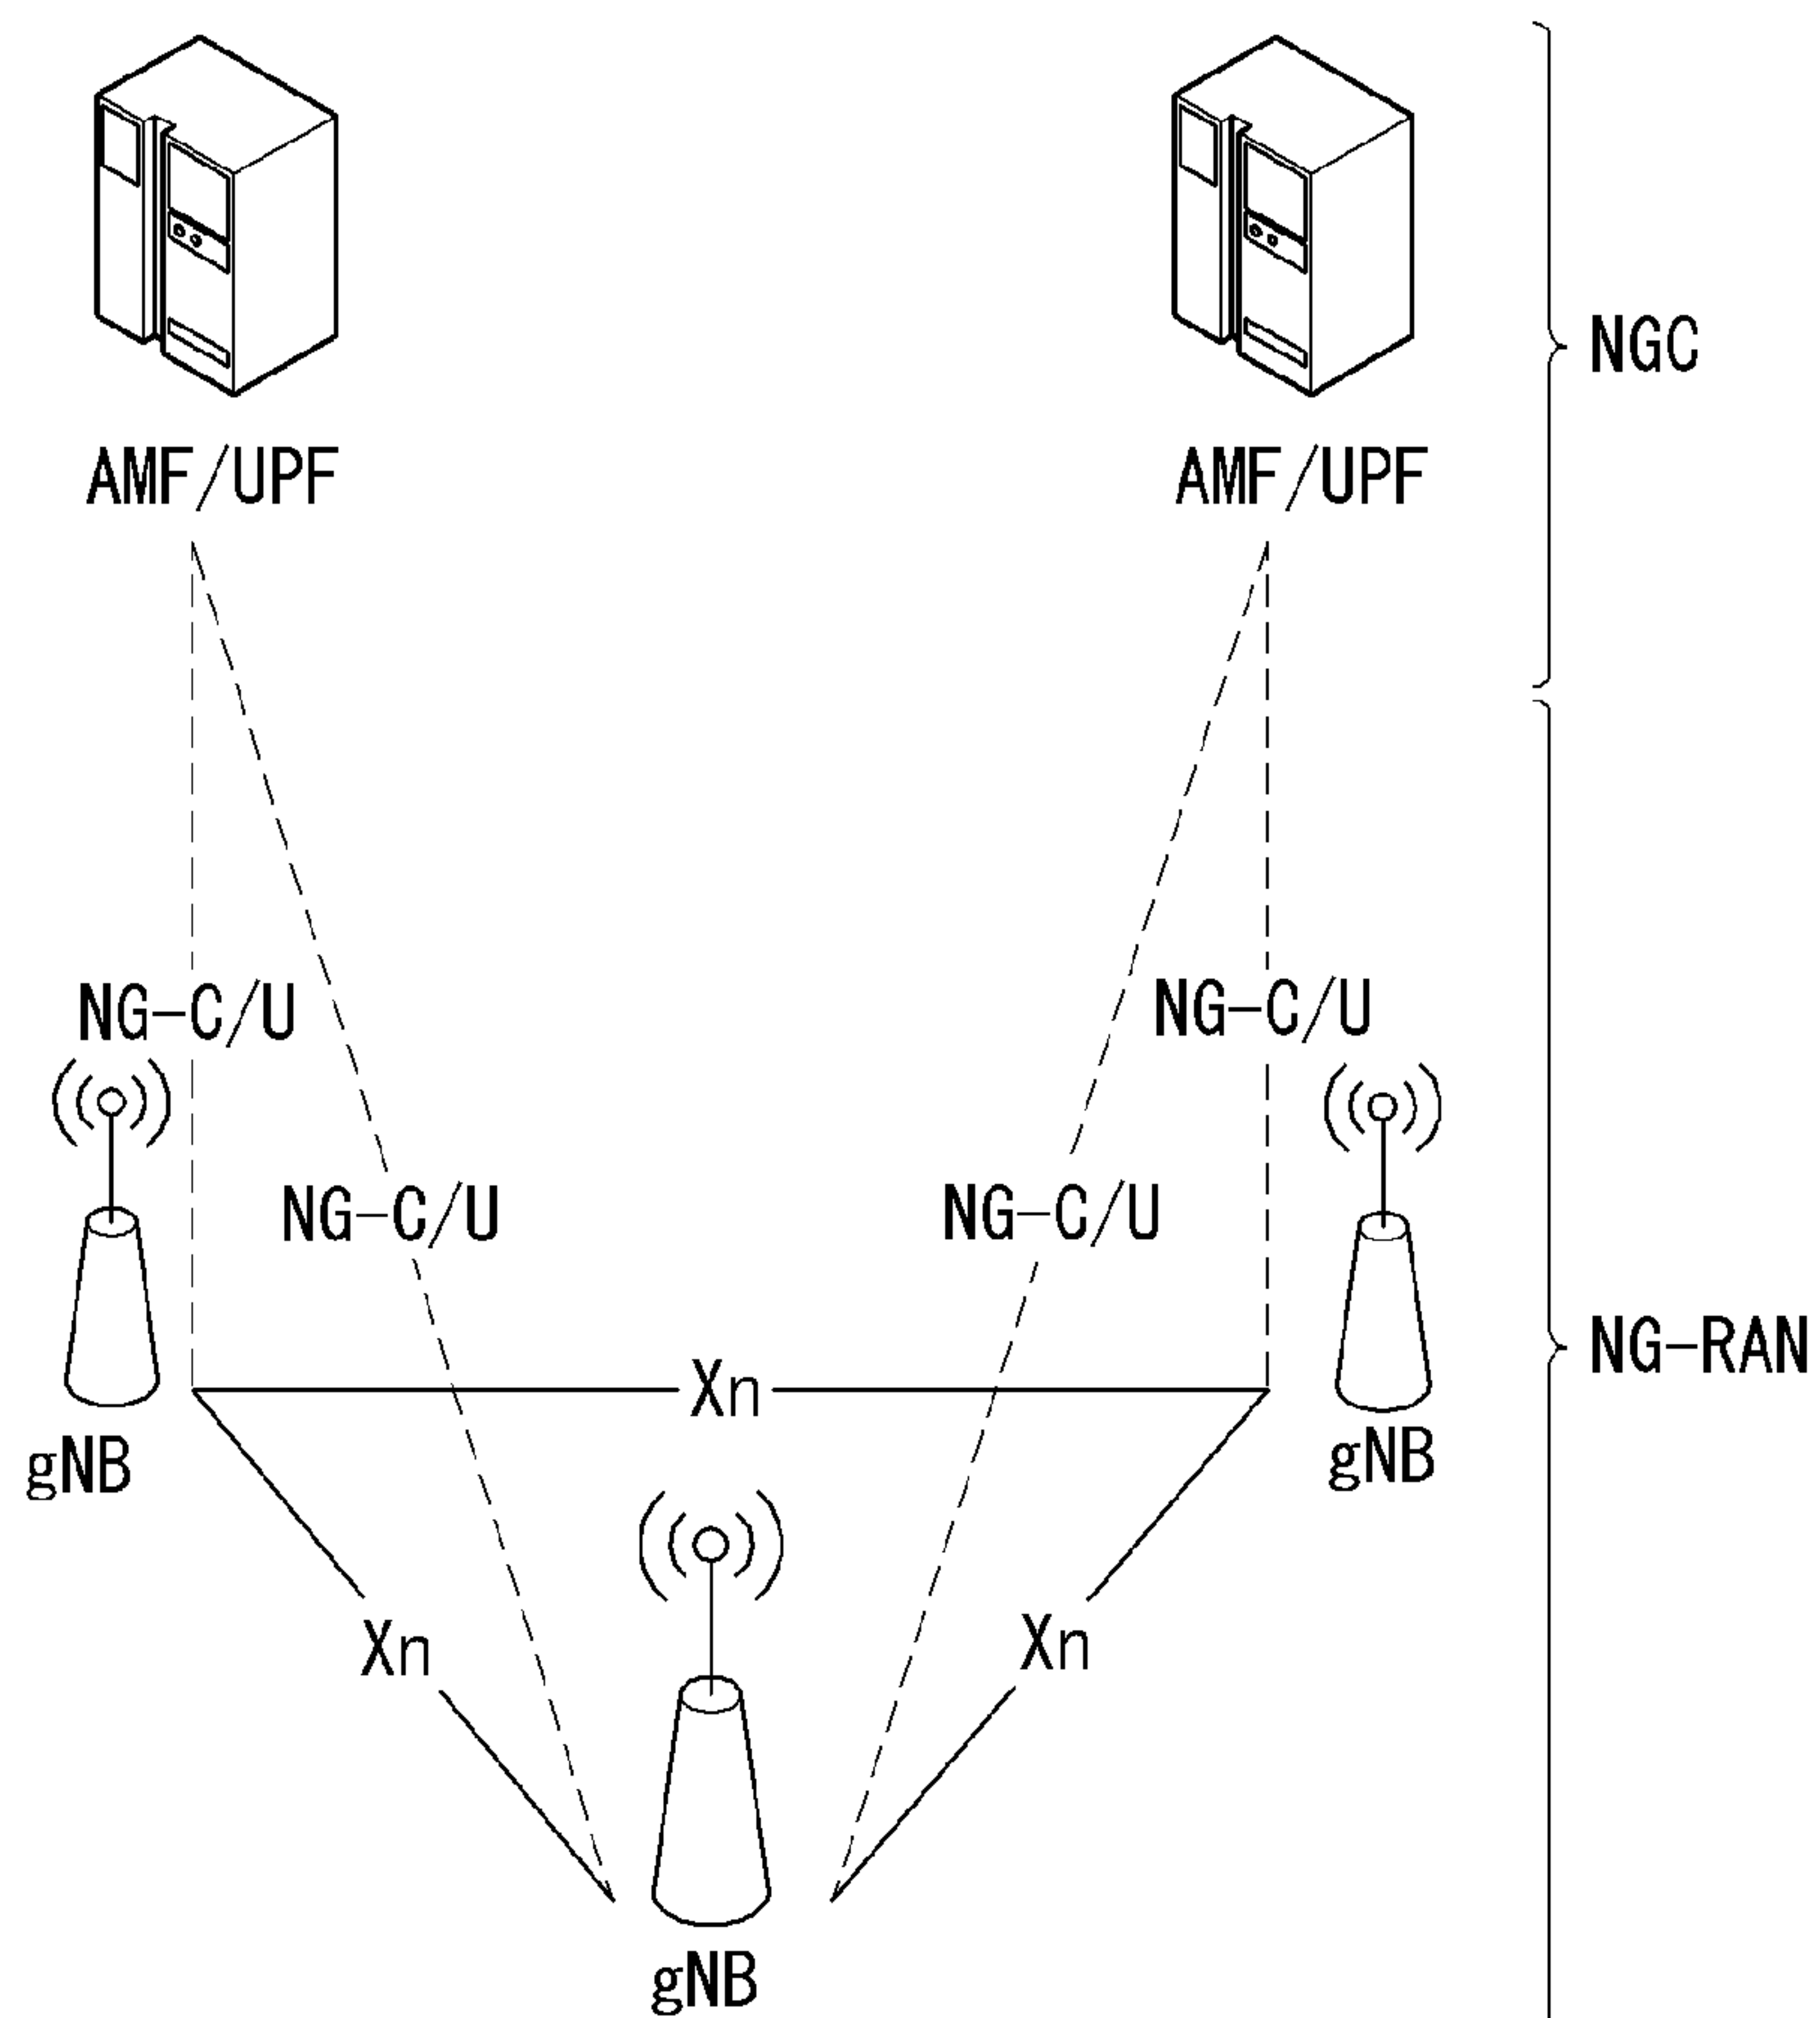 NGC
AMF/UPF
AMF/UPF
NG-C/U
NG-C/U
NG-C/U
NG-C/U
NG-RAN
Xn
gNB
gNB
Xn
Xn
gNB